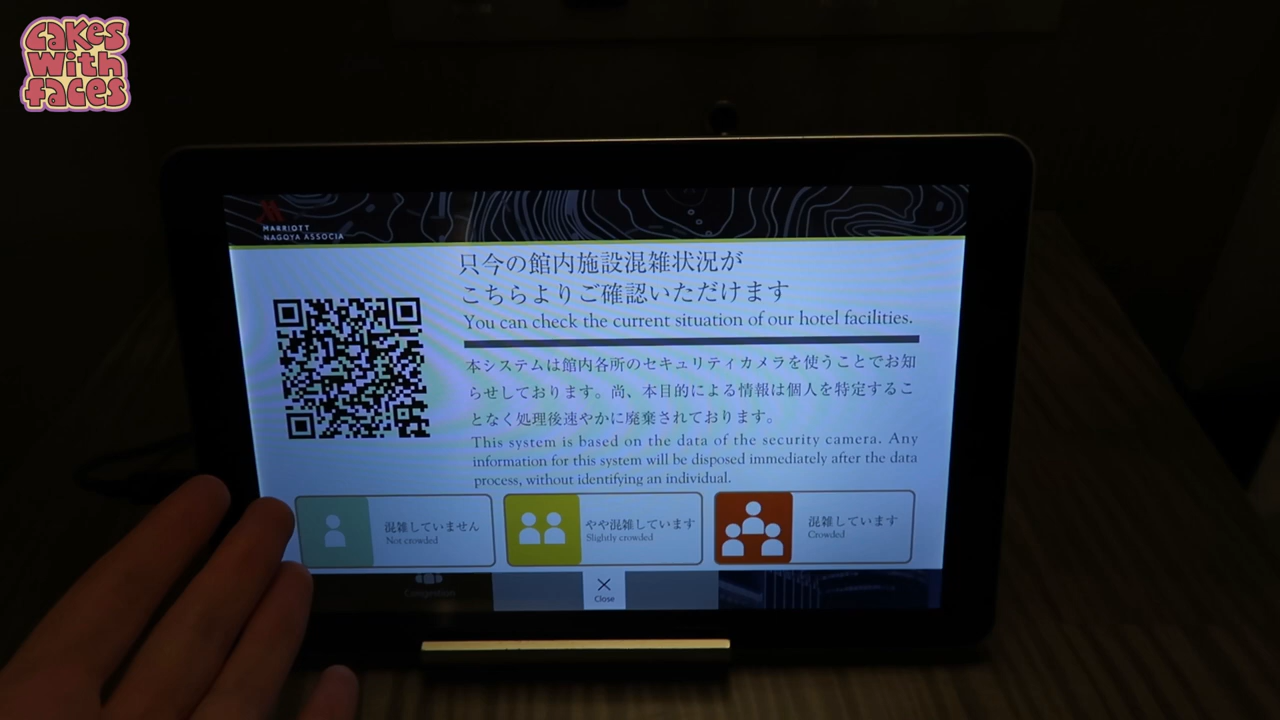 Cakes
With
faces
MARRIOTT
NAGOYA ASSOCIA
只今の館内施設混雑状況が
こちらよりご確認いただけます
You can check the current situation of our hotel facilities.
本システムは館内各所のセキュリティカメラを使うことでお知
らせしております。尚、本目的による情報は個人を特定するこ
となく処理後速やかに廃棄されております。
This system is based on the data of the security camera. Any
information for this system will be disposed immediately after the data
process, without identifying an individual.
混雑していません
Not crowded
やや混雑しています
Slightly crowded
混雑しています
Crowded
Congestion
Close